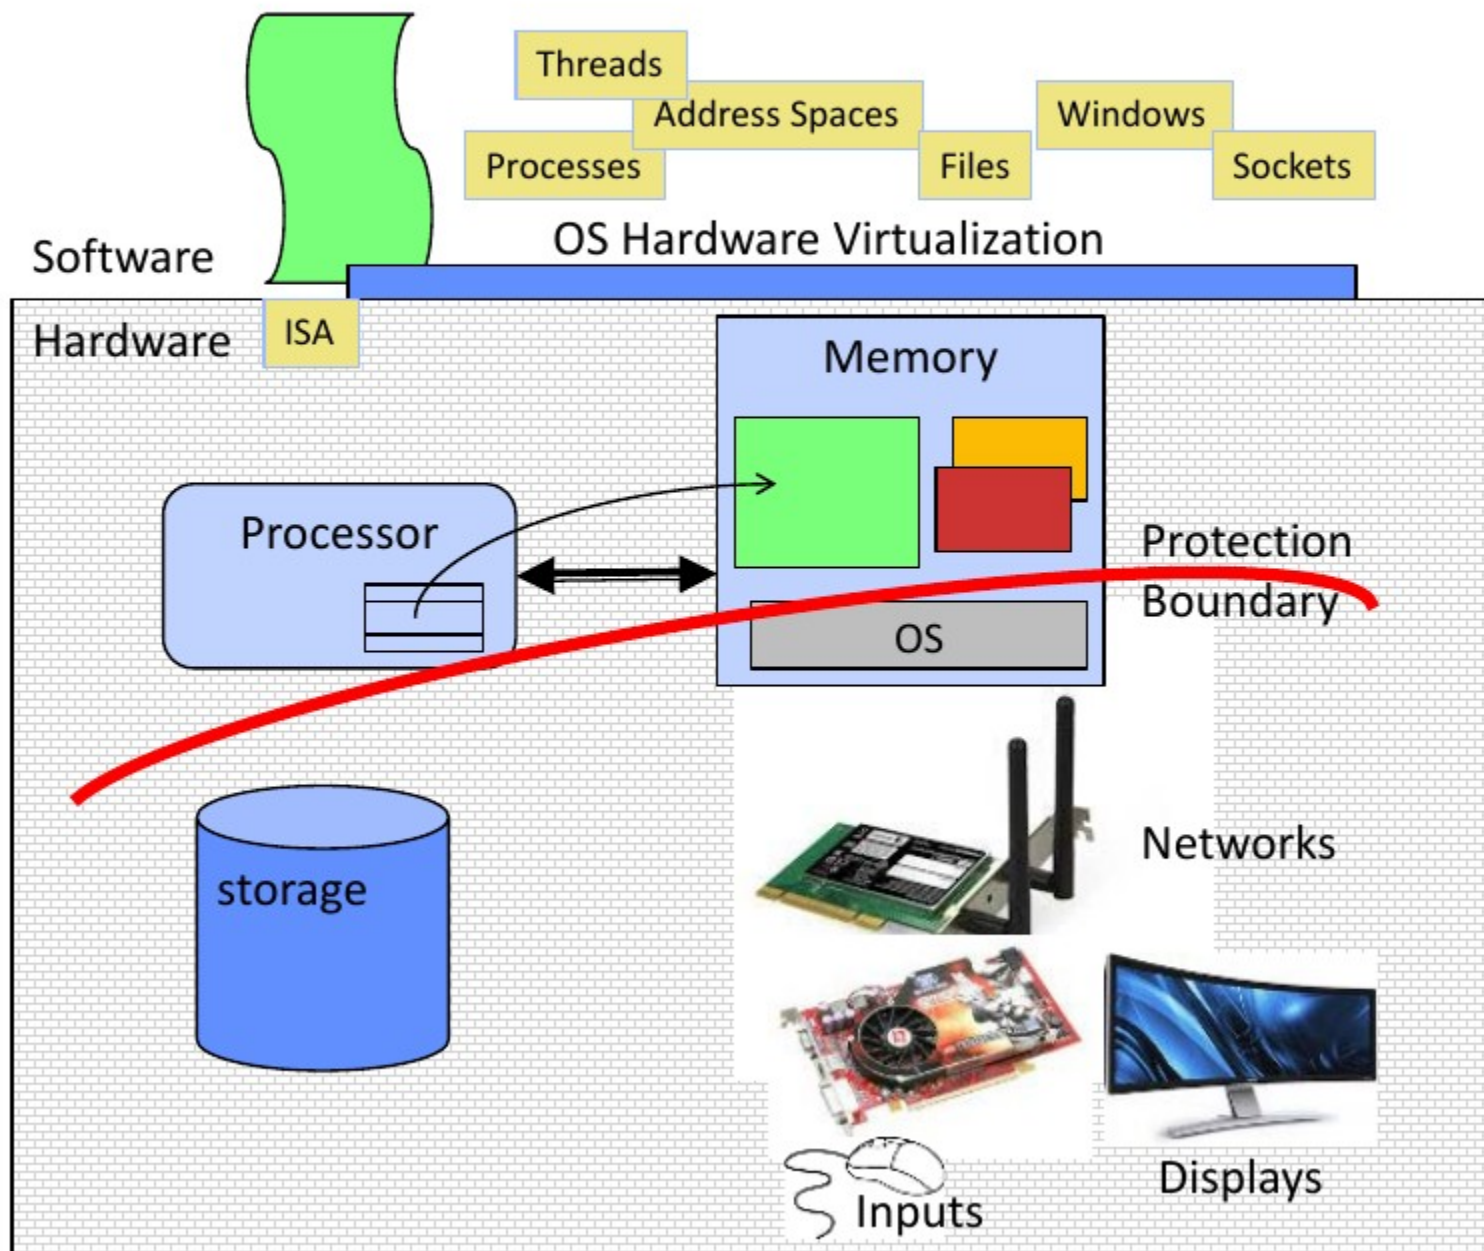 Threads
Address Spaces
Windows
Processes
Files
Sockets
OS Hardware Virtualization
Software
Hardware
ISA
Memory
Processor
Protection
Boundary
OS
Networks
storage
Displays
Inputs